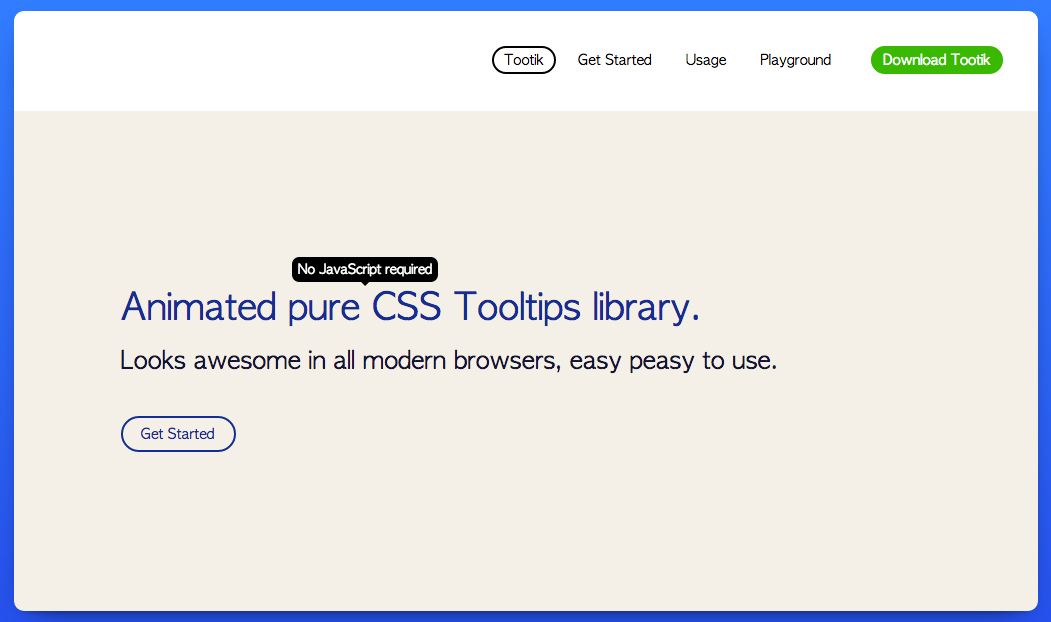 Tootik Get Started Usage Playground Download Tootik
No JavaScript required
Animated pure CSS Tooltips library.
Looks awesome in all modern browsers, easy peasy to use.
Get Started